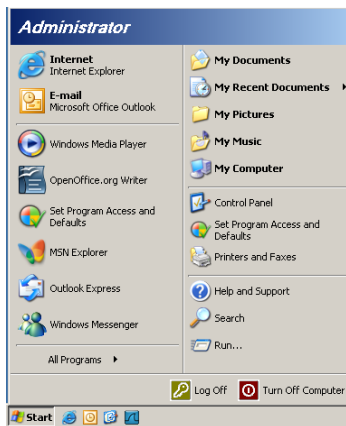 Administrator
Internet
Internet Explorer
E-mail
Microsoft Office Outlook
Windows Media Player
OpenOffice.org Writer
Set Program Access and
Defaults
MSN Explorer
Outlook Express
Windows Messenger
All Programs
My Documents
My Recent Documents
My Pictures
My Music
My Computer
Control Panel
Set Program Access and
Defaults
Printers and Faxes
Help and Support
Search
Run...
Log Off
Turn Off Computer
Start